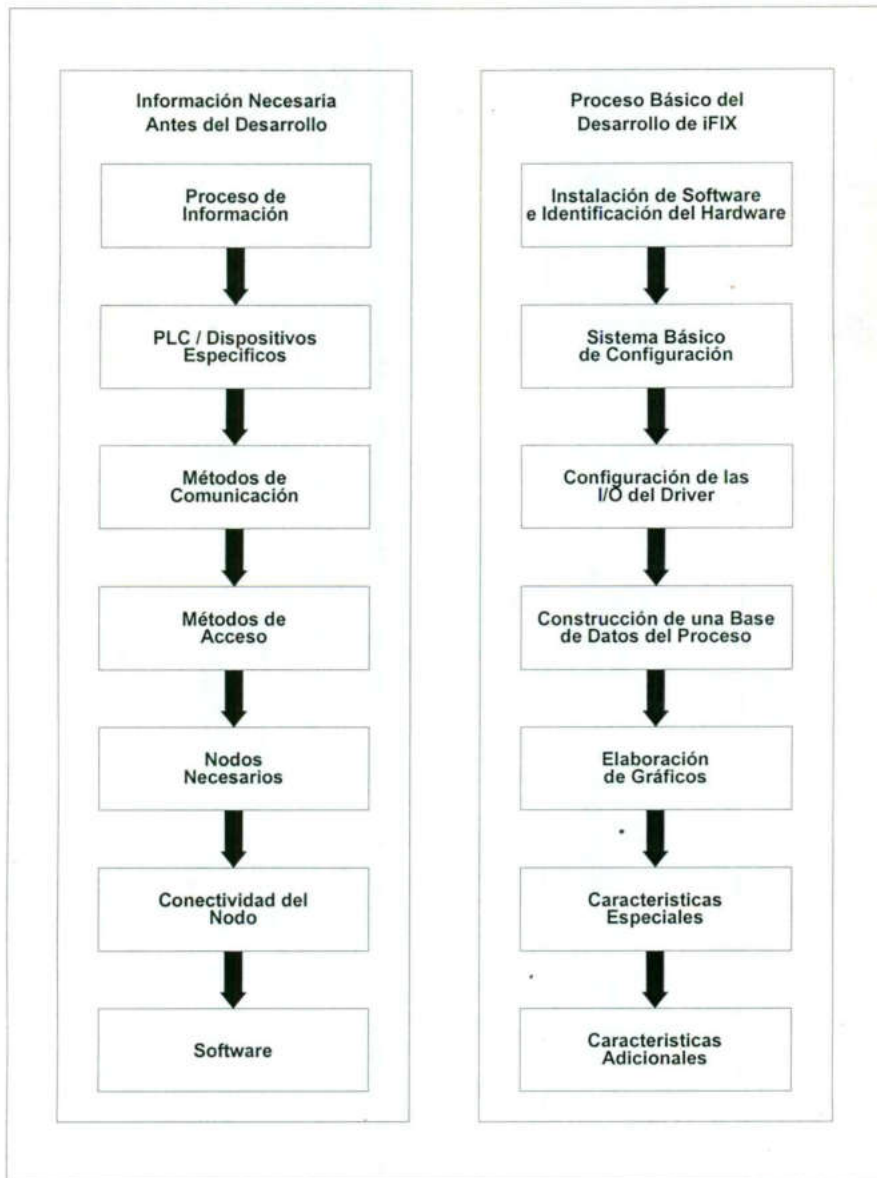 Información Necesaria
Antes del Desarrollo
Proceso de
Información
PLC / Dispositivos
Especificos
Métodos de
Comunicación
Métodos de
Acceso
Nodos
Necesarios
Conectividad del
Nodo
Software
Proceso Básico del
Desarrollo de iFIX
Instalación de Software
e Identificación del Hardware
Sistema Básico
de Configuración
Configuración de las
I/O del Driver
Construcción de una Base
de Datos del Proceso
Elaboración
de Gráficos
Caracteristicas
Especiales
Caracteristicas
Adicionales